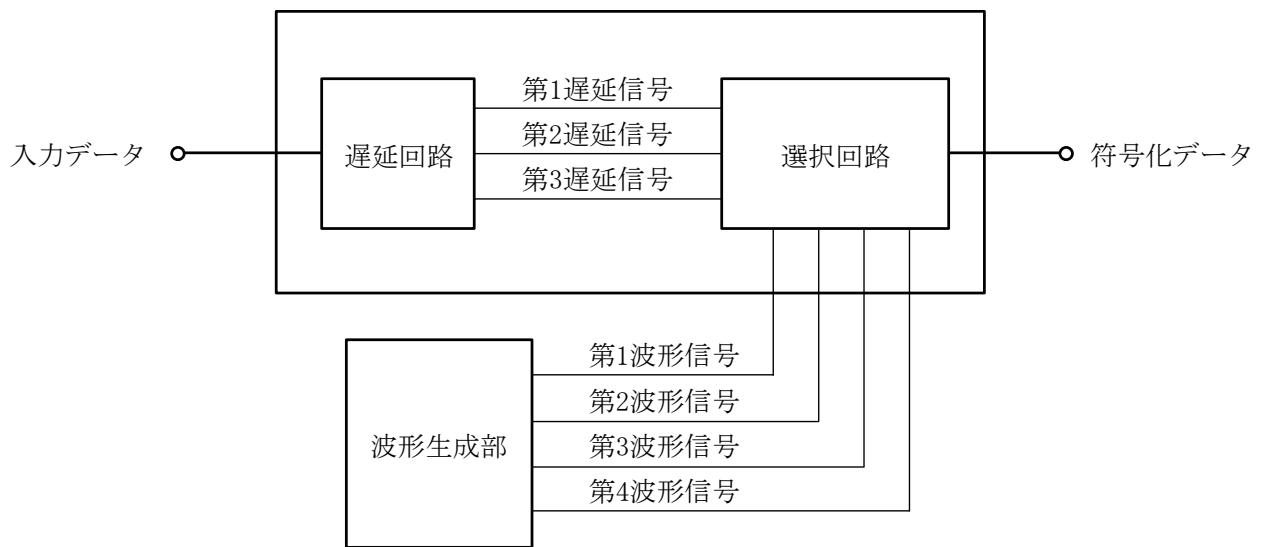 第1遅延信号
第2遅延信号
第3遅延信号
入力データ
遅延回路
選択回路
符号化データ
第1波形信号
第2波形信号
第3波形信号
第4波形信号
波形生成部